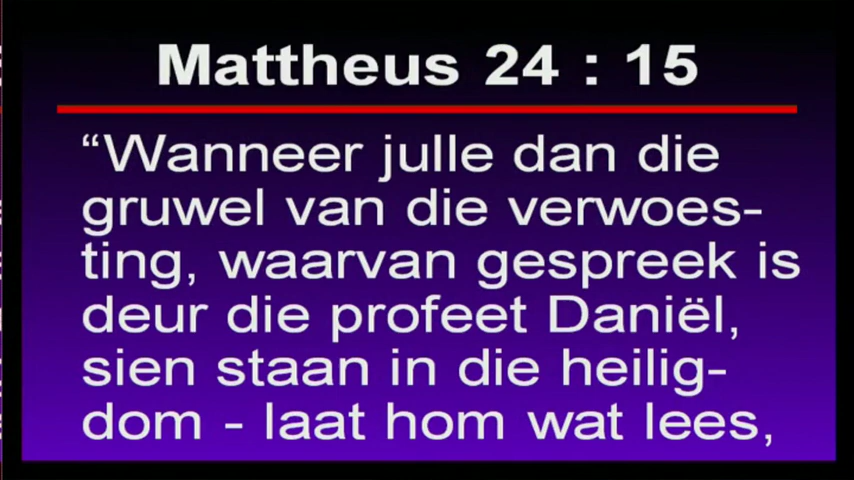 Mattheus 24 : 15
“Wanneer julle dan die
gruwel van die verwoes-
ting, waarvan gespreek is
deur die profeet Daniël,
sien staan in die heilig-
dom - laat hom wat lees,